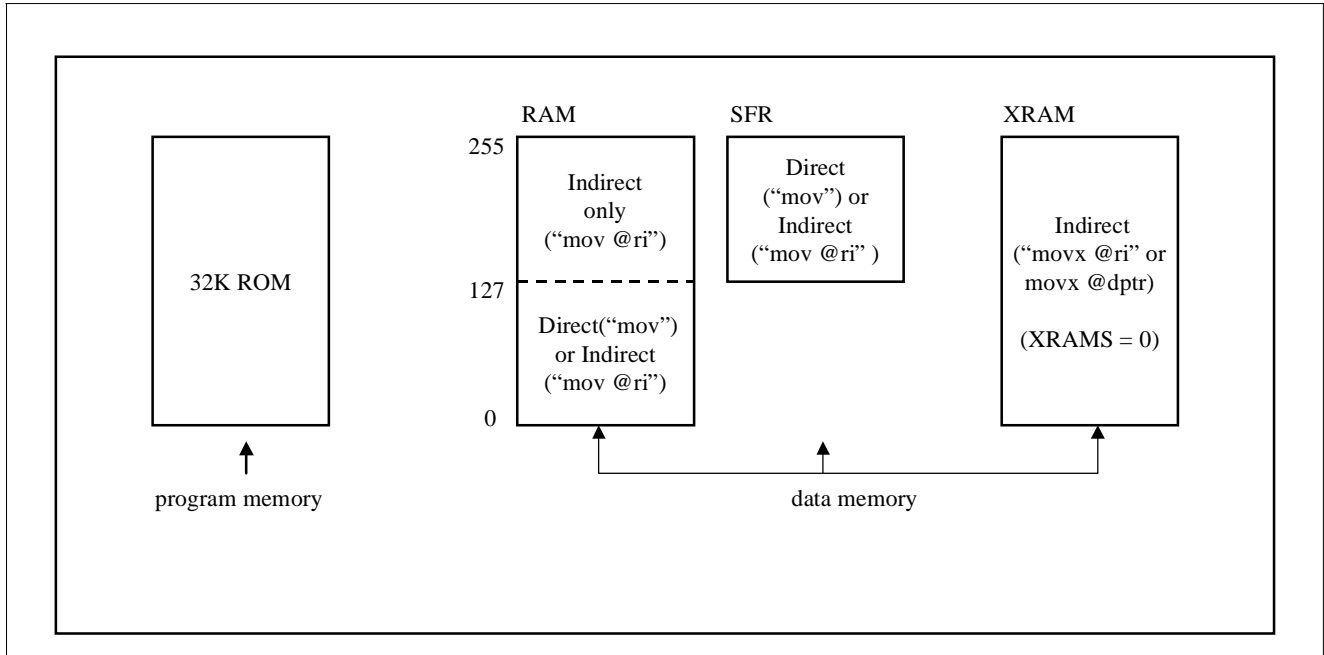 RAM
SFR
XRAM
255
127
0
32K ROM
Indirect
only
(“mov @ri”)
Direct(“mov”)
or Indirect
(“mov @ri”)
Direct
(“mov”) or
Indirect
(“mov @ri” )
Indirect
(“movx @ri” or
movx @dptr)
(XRAMS = 0)
program memory
data memory